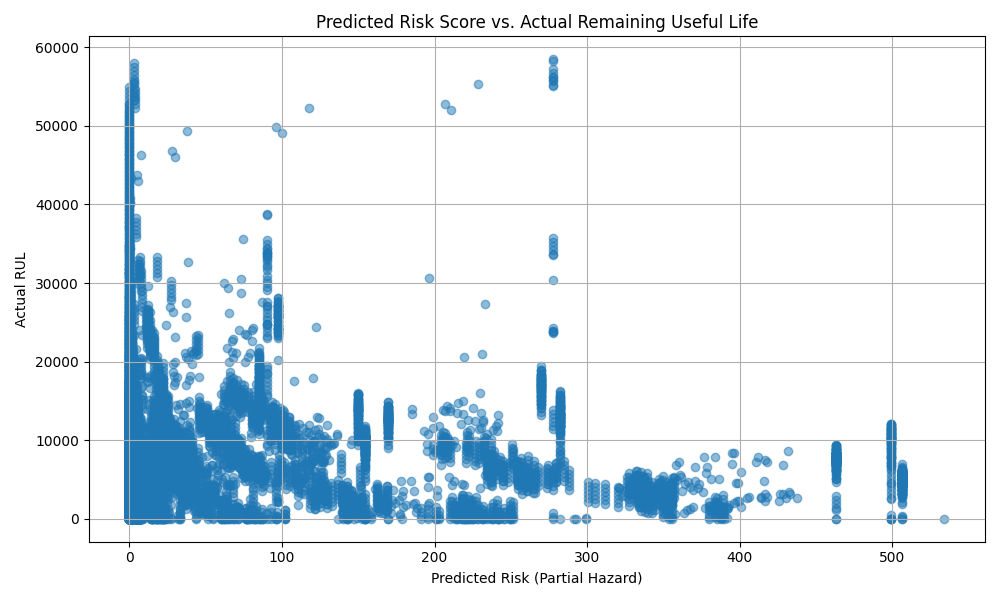 Predicted Risk Score vs. Actual Remaining Useful Life
60000
50000
40000
30000
20000
10000
0
Actual RUL
0 100 200 300 400 500
Predicted Risk (Partial Hazard)